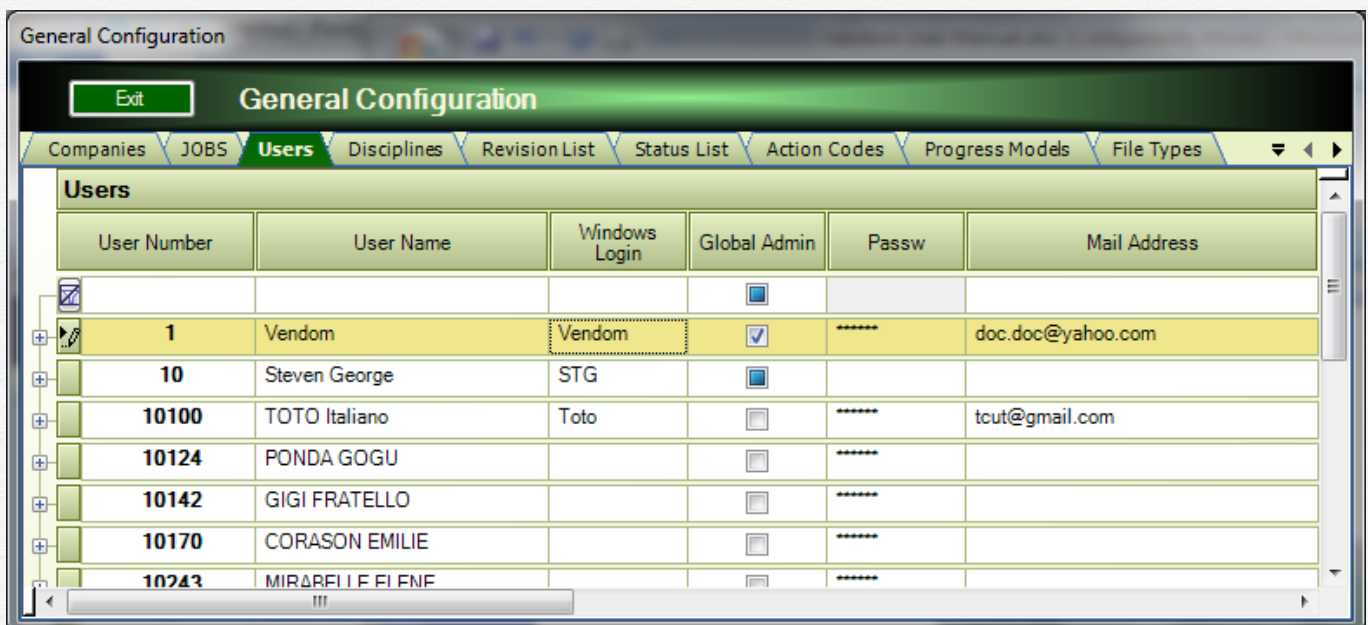 General Configuration
Exit General Configuration
Companies JOBS Users Disciplines Revision List Status List Action Codes Progress Models File Types
Users
User Number User Name Windows Login Global Admin Passw Mail Address
1 Vendom Vendom ****** doc.doc@yahoo.com
10 Steven George STG
10100 TOTO Italiano Toto ****** tcut@gmail.com
10124 PONDA GOGU ******
10142 GIGI FRATELLO ******
10170 CORASON EMILIE ******
10243 MIRABELLE ELENE ******